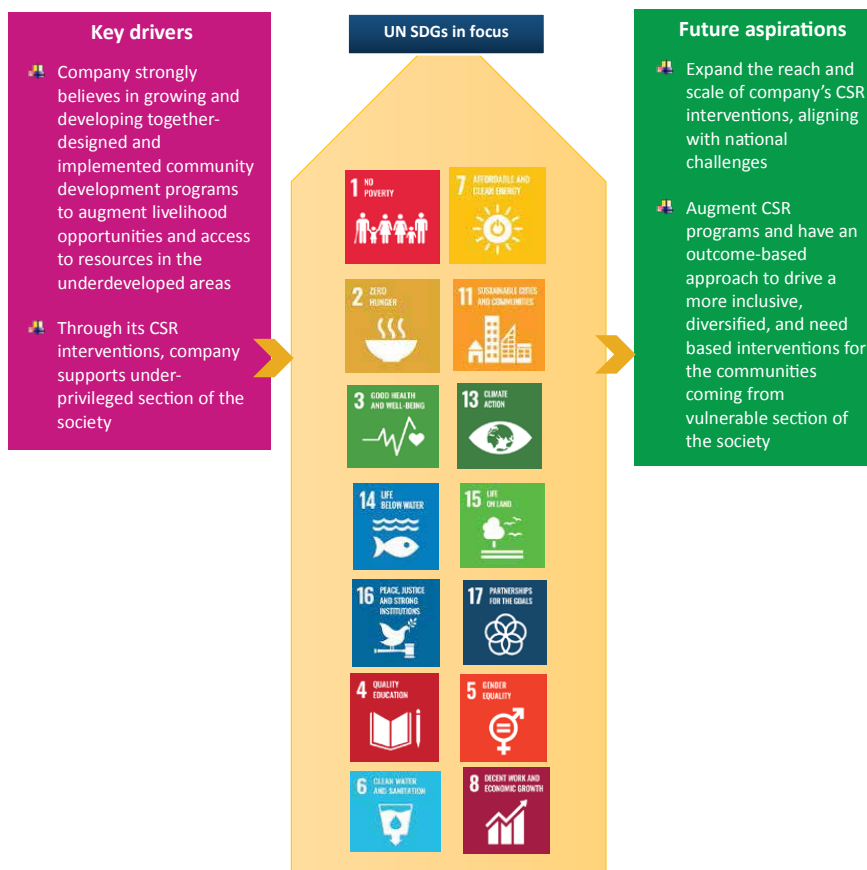 Key drivers
Company strongly
believes in growing and
developing together-
designed and
implemented community
development programs
to augment livelihood
opportunities and access
to resources in the
underdeveloped areas
Through its CSR
interventions, company
supports under-
privileged section of the
society
UN SDGs in focus
1 NO
POVERTY
7 AFFORDABLE AND
CLEAN ENERGY
2 ZERO
HUNGER
11 SUSTAINABLE CITIES
AND COMMUNITIES
3 GOOD HEALTH
AND WELL-BEING
13 CLIMATE
ACTION
14 LIFE
BELOW WATER
15 LIFE
ON LAND
16 PEACE, JUSTICE
AND STRONG
INSTITUTIONS
17 PARTNERSHIPS
FOR THE GOALS
4 QUALITY
EDUCATION
5 GENDER
EQUALITY
6 CLEAN WATER
AND SANITATION
8 DECENT WORK AND
ECONOMIC GROWTH
Future aspirations
Expand the reach and
scale of company's CSR
interventions, aligning
with national
challenges
Augment CSR
programs and have an
outcome-based
approach to drive a
more inclusive,
diversified, and need
based interventions for
the communities
coming from
vulnerable section of
the society